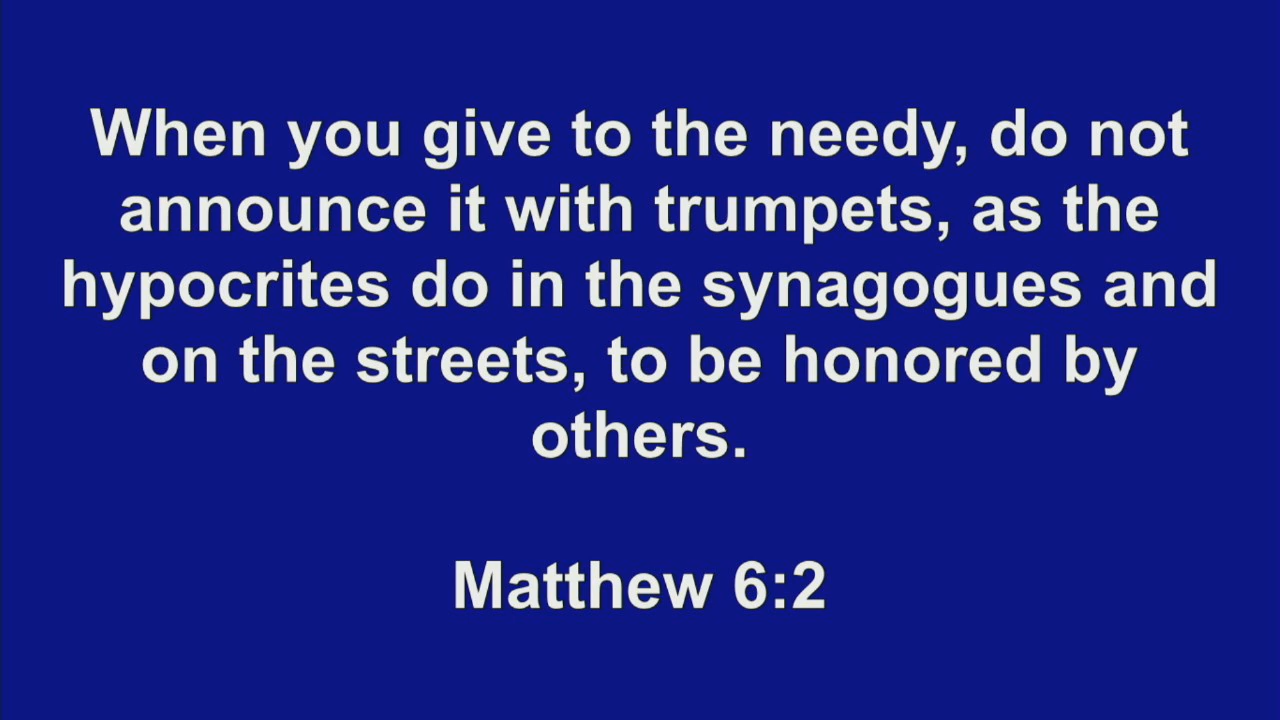 When you give to the needy, do not
announce it with trumpets, as the
hypocrites do in the synagogues and
on the streets, to be honored by
others.
Matthew 6:2